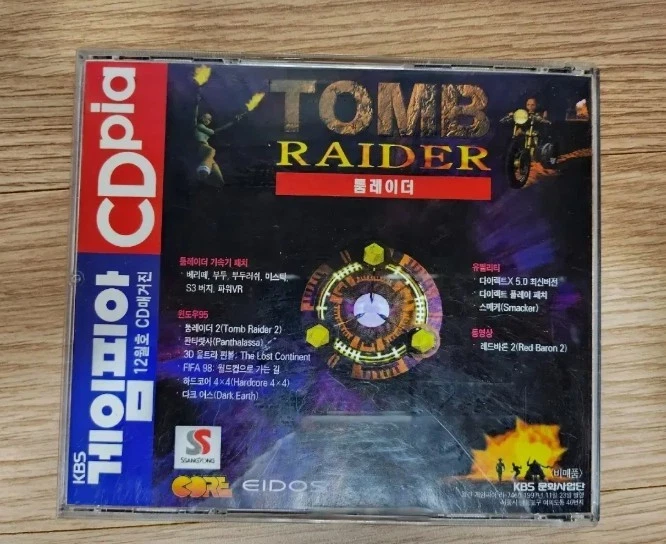 KBS 게임피아 CDpia
12월호 CD매거진
TOMB
RAIDER
툼레이더
툼레이더 가속기 패치
· 베리떼, 부두, 부두러쉬, 미스틱,
S3 버지, 파워VR
윈도우95
· 툼레이더 2(Tomb Raider 2)
판타랏사(Panthalassa)
3D 울트라 핀볼: The Lost Continent
· FIFA 98: 월드컵으로 가는 길
하드코어 4×4(Hardcore 4×4)
다크 어스(Dark Earth)
유틸리티
· 다이렉트X 5.0 최신버전
· 다이렉트 플레이 패치
· 스매커(Smacker)
동영상
· 레드바론 2(Red Baron 2)
SSANGYONG
CORE EIDOS
<비매품>
KBS 문화사업단